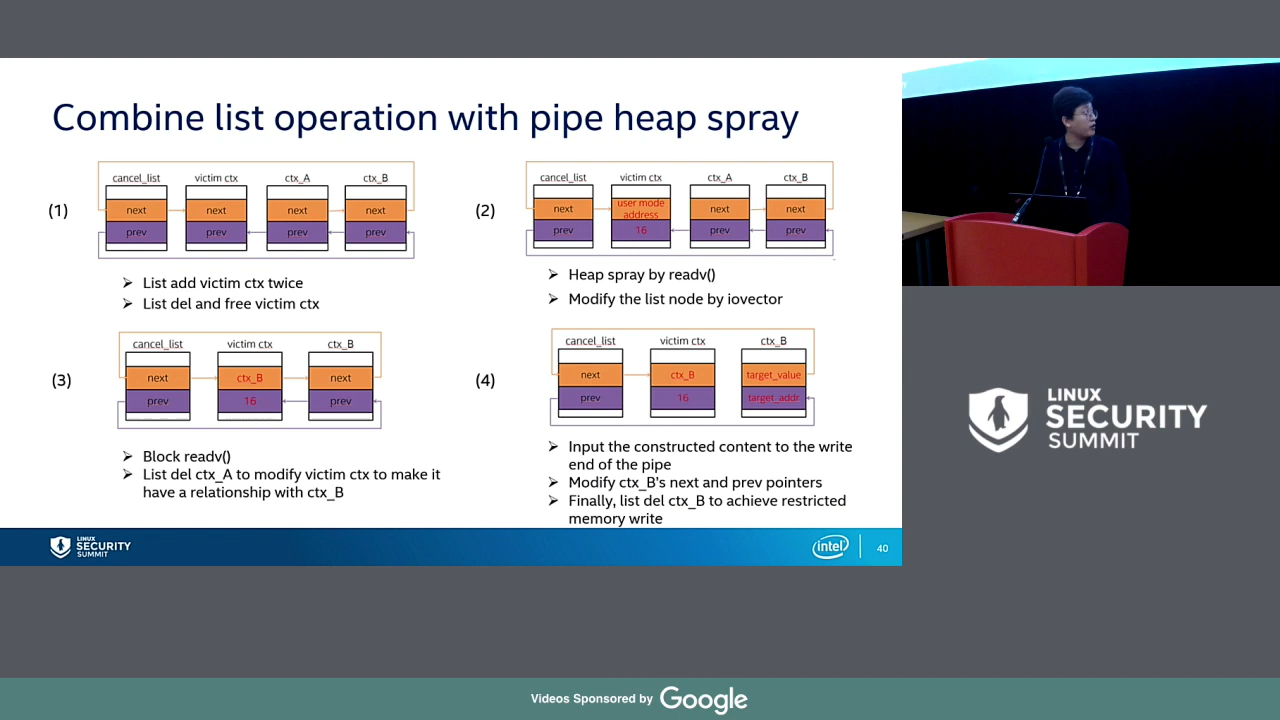 Combine list operation with pipe heap spray
(1)
cancel_list victim ctx ctx_A ctx_B
next next next next
prev prev prev prev
➢ List add victim ctx twice
➢ List del and free victim ctx
(2)
cancel_list victim ctx ctx_A ctx_B
next user mode address next next
prev 16 prev prev
➢ Heap spray by readv()
➢ Modify the list node by iovector
(3)
cancel_list victim ctx ctx_B
next ctx_B next
prev 16 prev
➢ Block readv()
➢ List del ctx_A to modify victim ctx to make it
have a relationship with ctx_B
(4)
cancel_list victim ctx ctx_B
next ctx_B target_value
prev 16 target_addr
➢ Input the constructed content to the write
end of the pipe
➢ Modify ctx_B's next and prev pointers
➢ Finally, list del ctx_B to achieve restricted
memory write
LINUX
SECURITY
SUMMIT
intel
40
LINUX
SECURITY
SUMMIT
Videos Sponsored by Google